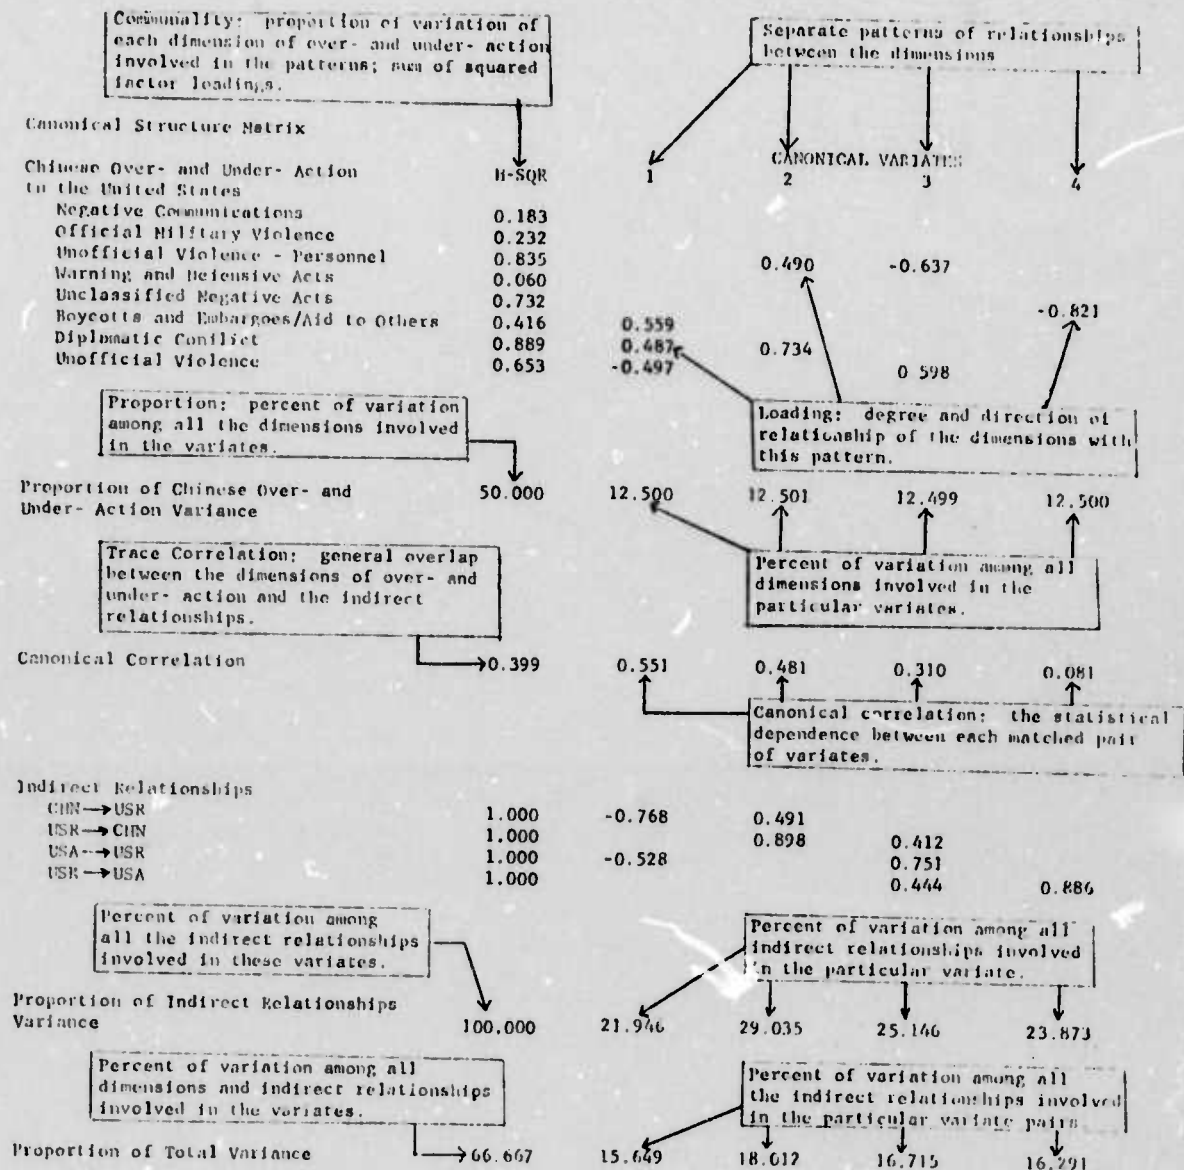 Communality: proportion of variation of
each dimension of over- and under- action
involved in the patterns; sum of squared
factor loadings.
Separate patterns of relationships
between the dimensions
Canonical Structure Matrix
CANONICAL VARIATES
Chinese Over- and Under- Action
to the United States
H-SQR 1 2 3 4
Negative Communications 0.183
Official Military Violence 0.232
Unofficial Violence - Personnel 0.835 0.490 -0.637
Warning and Defensive Acts 0.060
Unclassified Negative Acts 0.732 -0.821
Boycotts and Embargoes/Aid to Others 0.416 0.559
Diplomatic Conflict 0.889 0.487 0.734
Unofficial Violence 0.653 -0.497 0 598
Proportion: percent of variation
among all the dimensions involved
in the variates.
Loading: degree and direction of
relationship of the dimensions with
this pattern.
Proportion of Chinese Over- and
Under- Action Variance
50.000 12.500 12.501 12.499 12.500
Trace Correlation: general overlap
between the dimensions of over- and
under- action and the indirect
relationships.
Percent of variation among all
dimensions involved in the
particular variates.
Canonical Correlation 0.399 0.551 0.481 0.310 0.081
Canonical correlation: the statistical
dependence between each matched pair
of variates.
Indirect Relationships
CHN→USR 1.000 -0.768 0.491
USR→CHN 1.000 0.898 0.412
USA→USR 1.000 -0.528 0.751
USR→USA 1.000 0.444 0.886
Percent of variation among
all the indirect relationships
involved in these variates.
Percent of variation among all
indirect relationships involved
in the particular variate.
Proportion of Indirect Relationships
Variance
100.000 21.946 29.035 25.146 23.873
Percent of variation among all
dimensions and indirect relationships
involved in the variates.
Percent of variation among all
the indirect relationships involved
in the particular variate pairs
Proportion of Total Variance 66.667 15.649 18.012 16.715 16.291